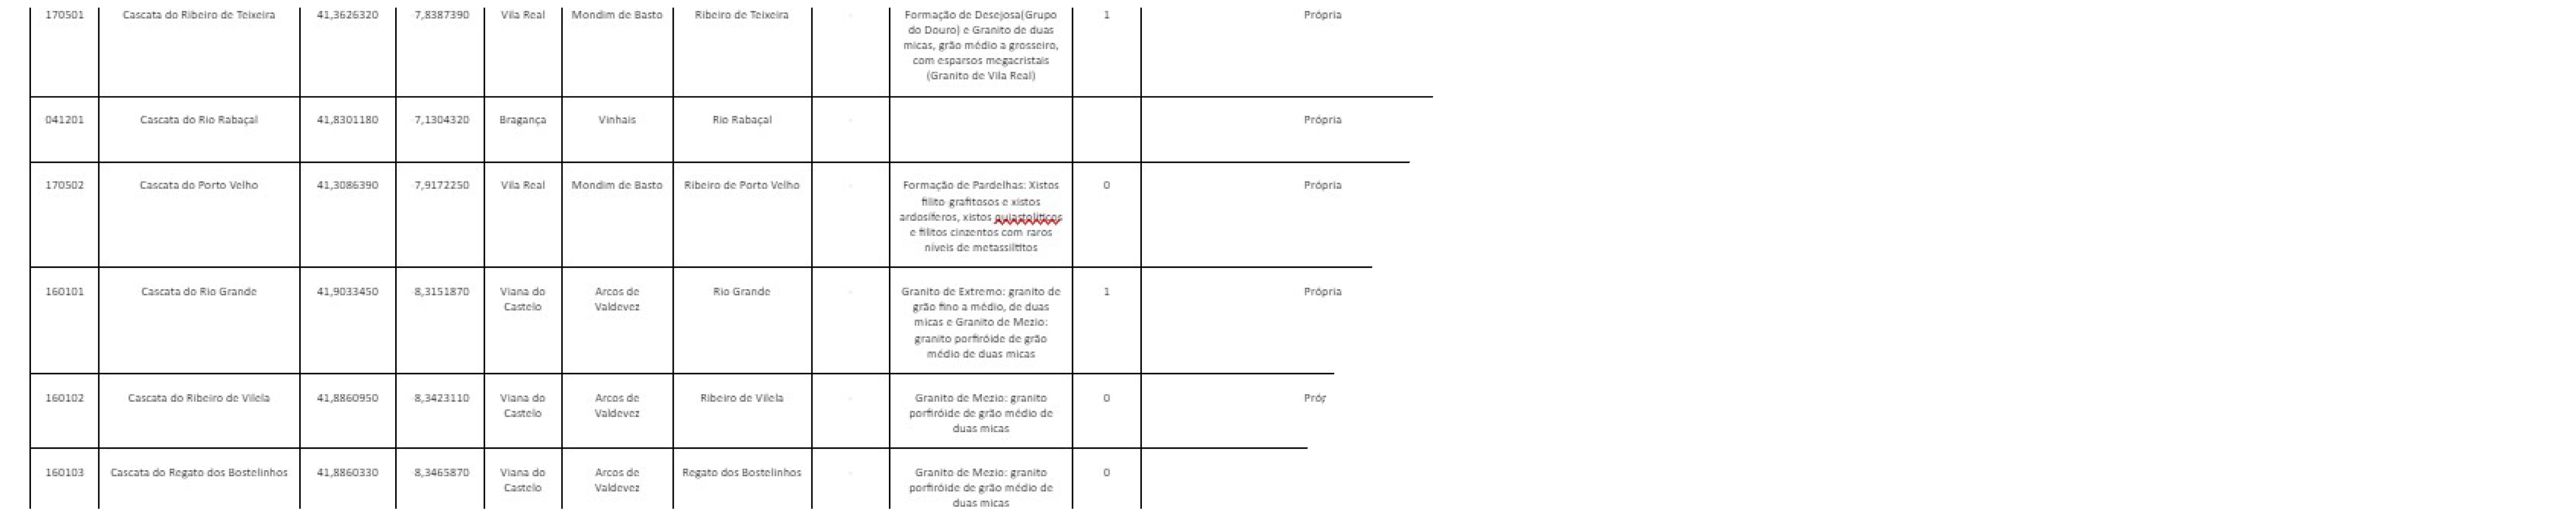 170501 Cascata do Ribeiro de Teixeira 41,3626320 7,8387390 Vila Real Mondim de Basto Ribeiro de Teixeira - Formação de Desejosa(Grupo 1 Própria
do Douro) e Granito de duas
micas, grão médio a grosseiro,
com esparsos megacristais
(Granito de Vila Real)
041201 Cascata do Rio Rabaçal 41,8301180 7,1304320 Bragança Vinhais Rio Rabaçal - Própria
170502 Cascata do Porto Velho 41,3086390 7,9172250 Vila Real Mondim de Basto Ribeiro de Porto Velho - Formação de Pardelhas: Xistos 0 Própria
filito-grafitosos e xistos
ardosíferos, xistos quiastolíticos
e filitos cinzentos com raros
níveis de metassiltitos
160101 Cascata do Rio Grande 41,9033450 8,3151870 Viana do Arcos de Rio Grande - Granito de Extremo: granito de 1 Própria
Castelo Valdevez grão fino a médio, de duas
micas e Granito de Mezio:
granito porfiróide de grão
médio de duas micas
160102 Cascata do Ribeiro de Vilela 41,8860950 8,3423110 Viana do Arcos de Ribeiro de Vilela - Granito de Mezio: granito 0 Próp
Castelo Valdevez porfiróide de grão médio de
duas micas
160103 Cascata do Regato dos Bostelinhos 41,8860330 8,3465870 Viana do Arcos de Regato dos Bostelinhos - Granito de Mezio: granito 0
Castelo Valdevez porfiróide de grão médio de
duas micas